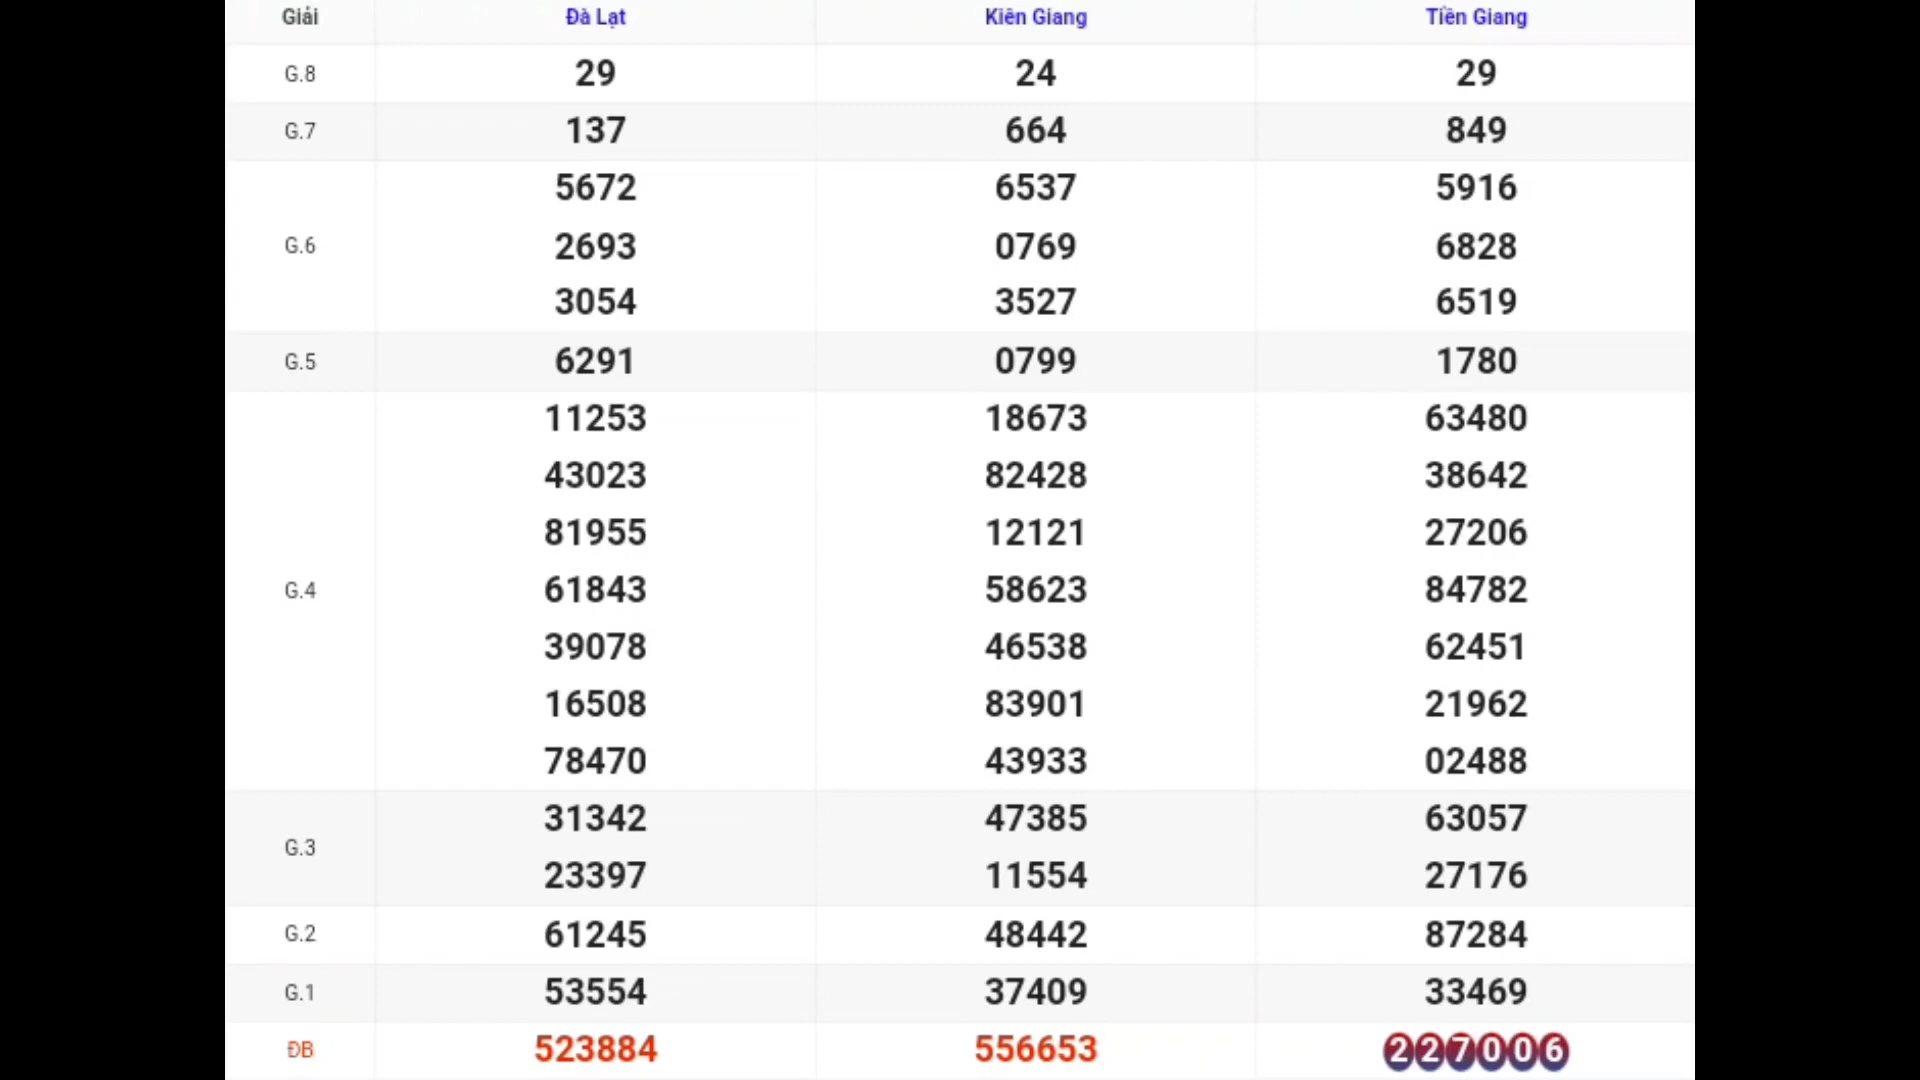 Giải Đà Lạt Kiên Giang Tiền Giang
G.8 29 24 29
G.7 137 664 849
5672 6537 5916
G.6 2693 0769 6828
3054 3527 6519
G.5 6291 0799 1780
11253 18673 63480
43023 82428 38642
81955 12121 27206
G.4 61843 58623 84782
39078 46538 62451
16508 83901 21962
78470 43933 02488
G.3 31342 47385 63057
23397 11554 27176
G.2 61245 48442 87284
G.1 53554 37409 33469
ĐB 523884 556653 227006